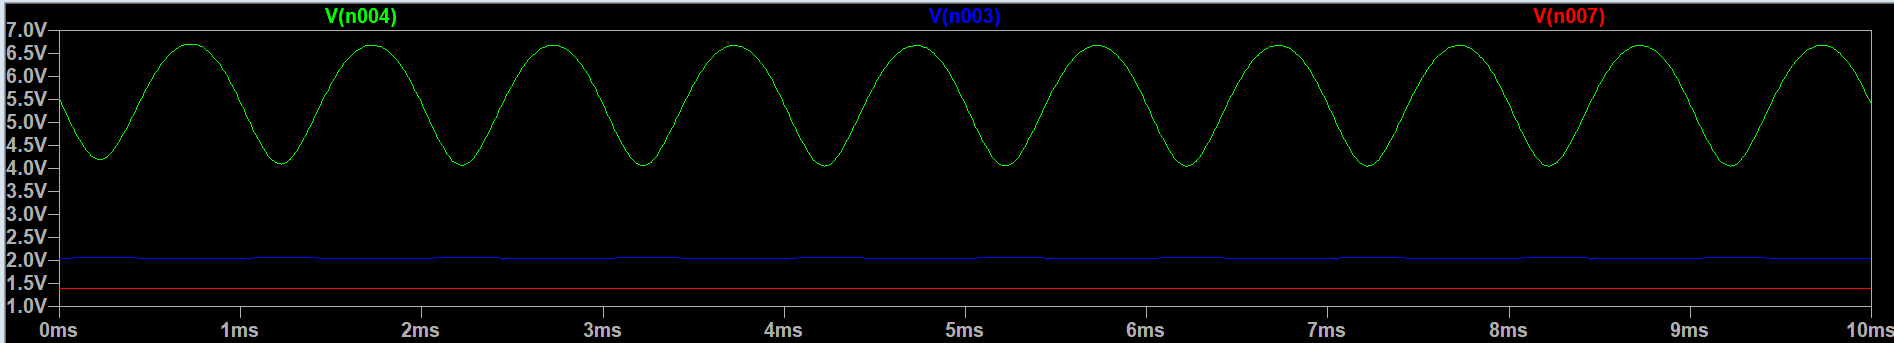 V(n004) V(n003) V(n007)
7.0V
6.5V
6.0V
5.5V
5.0V
4.5V
4.0V
3.5V
3.0V
2.5V
2.0V
1.5V
1.0V
0ms 1ms 2ms 3ms 4ms 5ms 6ms 7ms 8ms 9ms 10ms